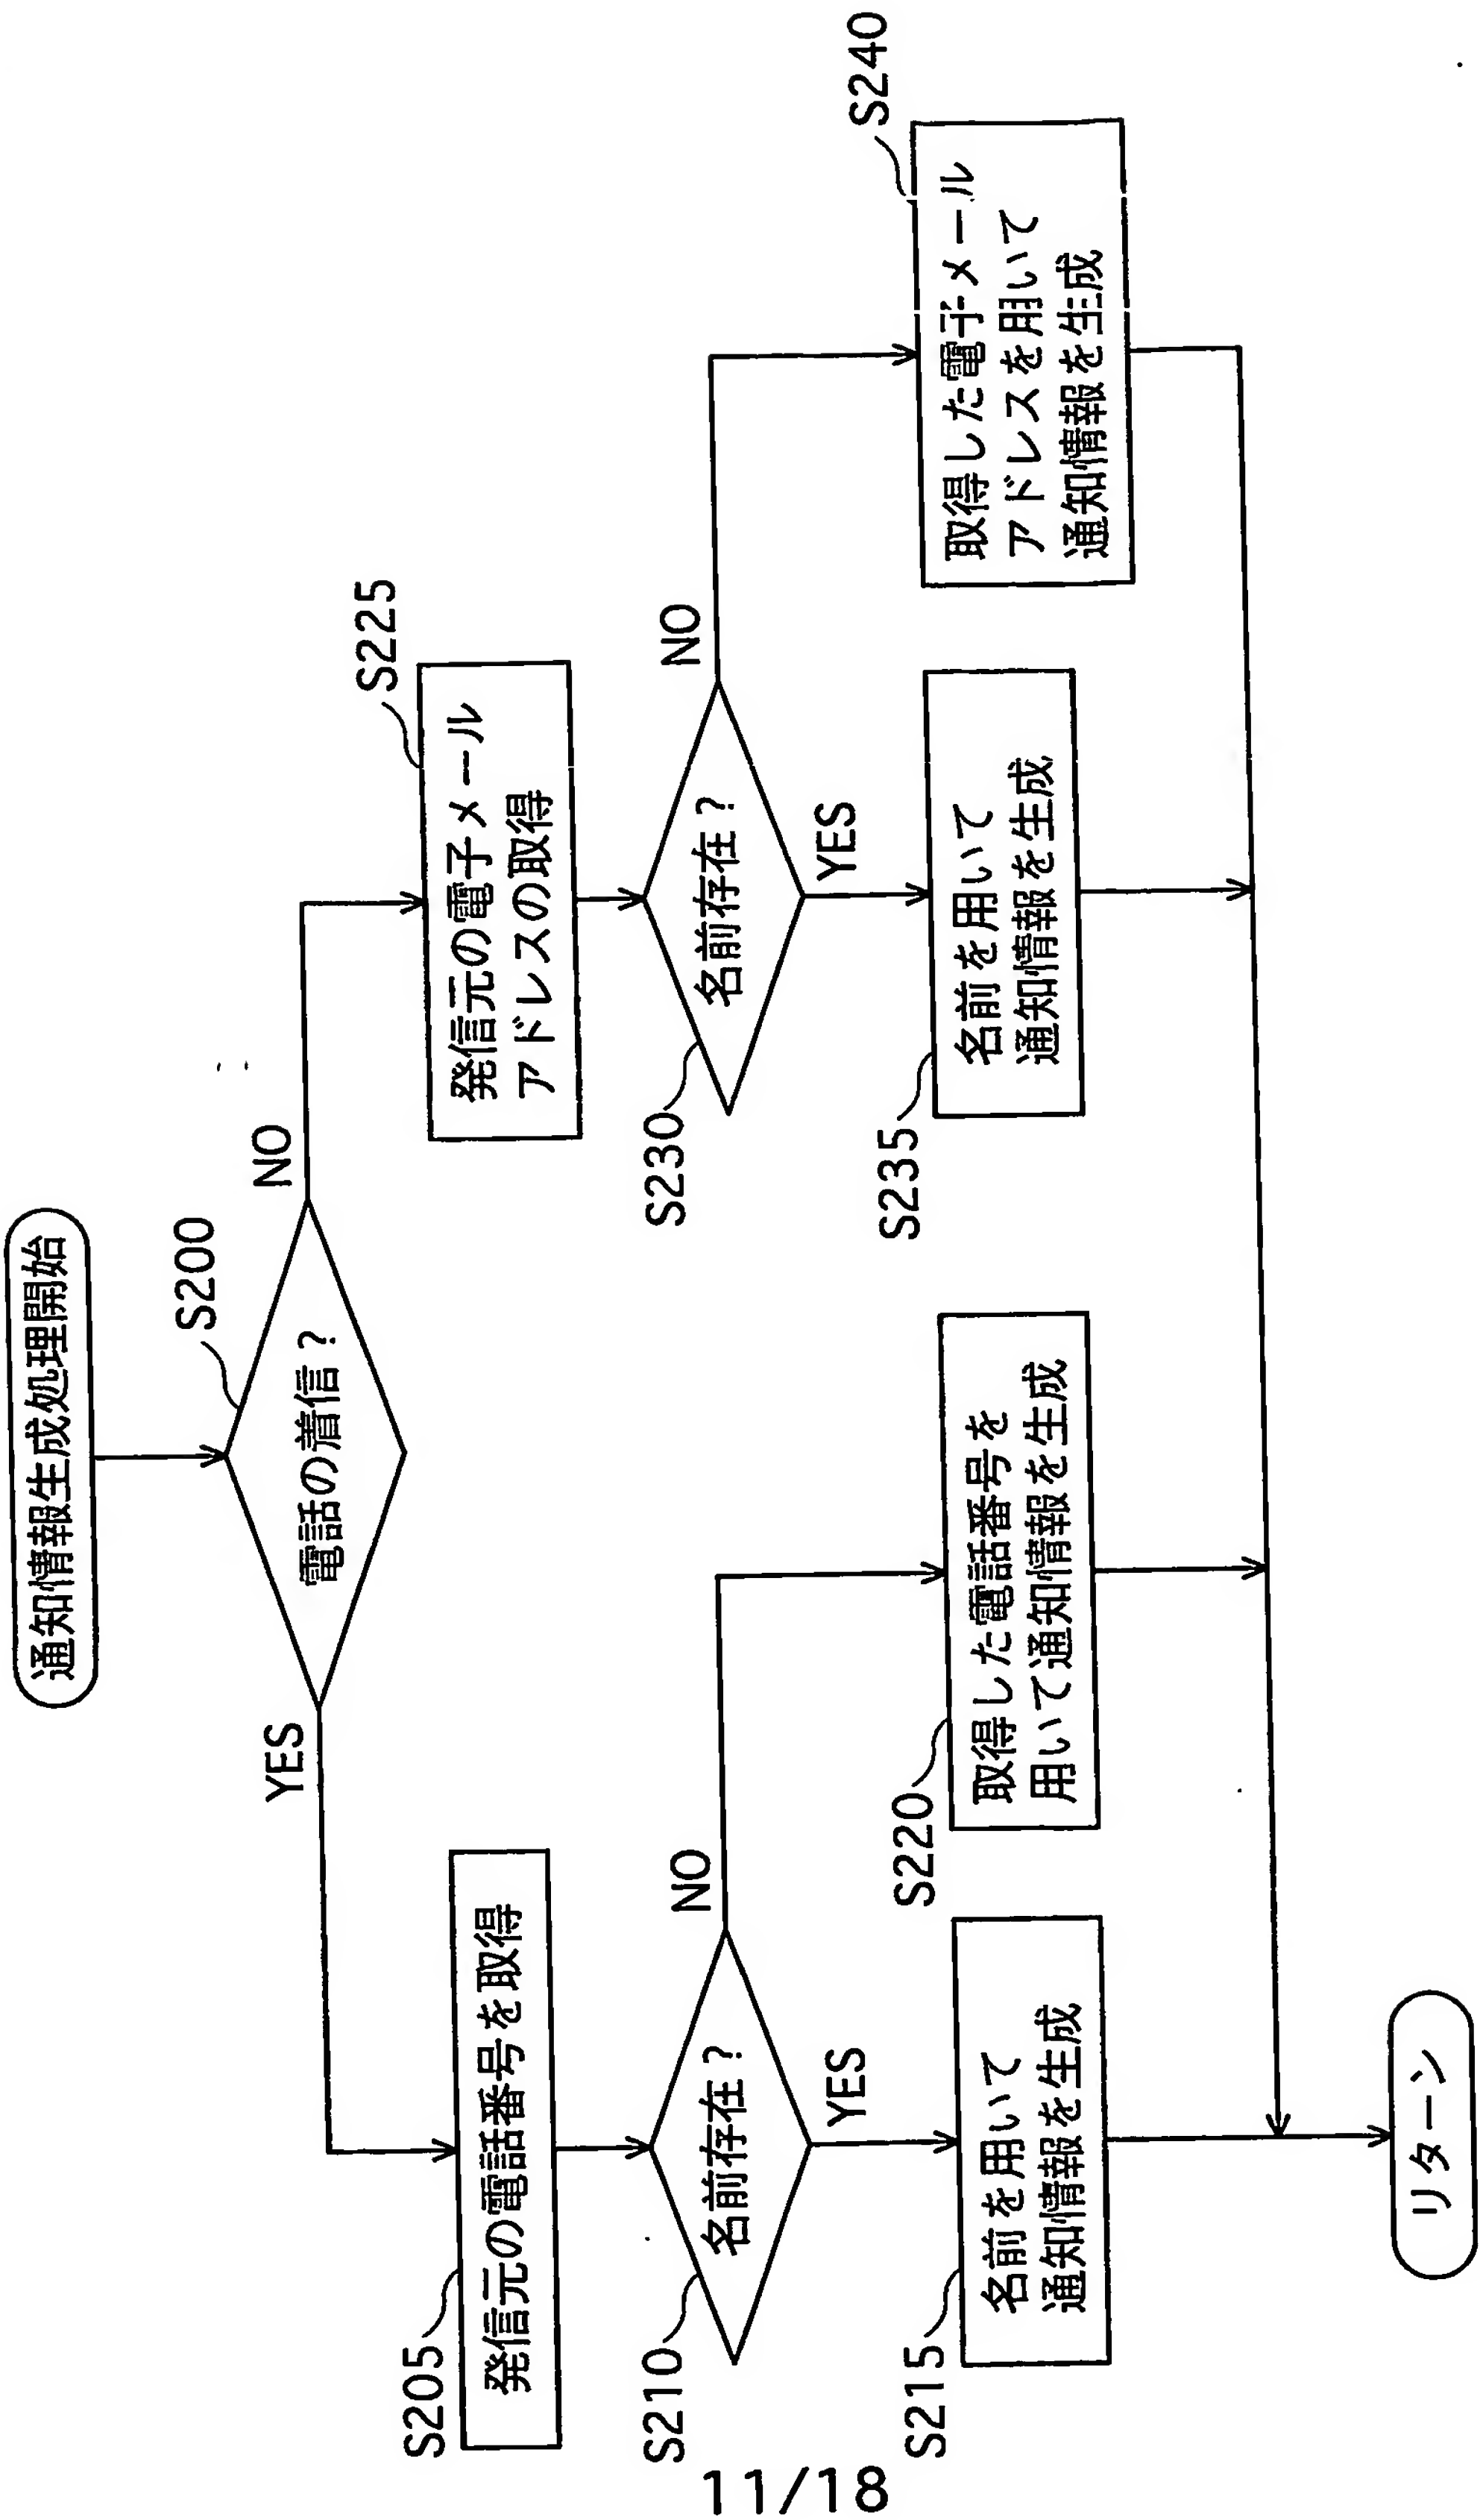 通知情報生成処理開始
S200
電話の着信？
YES
NO
S205
発信元の電話番号を取得
S225
発信元の電子メール
アドレスの取得
S210
名前存在？
NO
YES
S230
名前存在？
NO
YES
S215
名前を用いて
通知情報を生成
S220
取得した電話番号を
用いて通知情報を生成
S235
名前を用いて
通知情報を生成
S240
取得した電子メール
アドレスを用いて
通知情報を生成
リターン
11/18